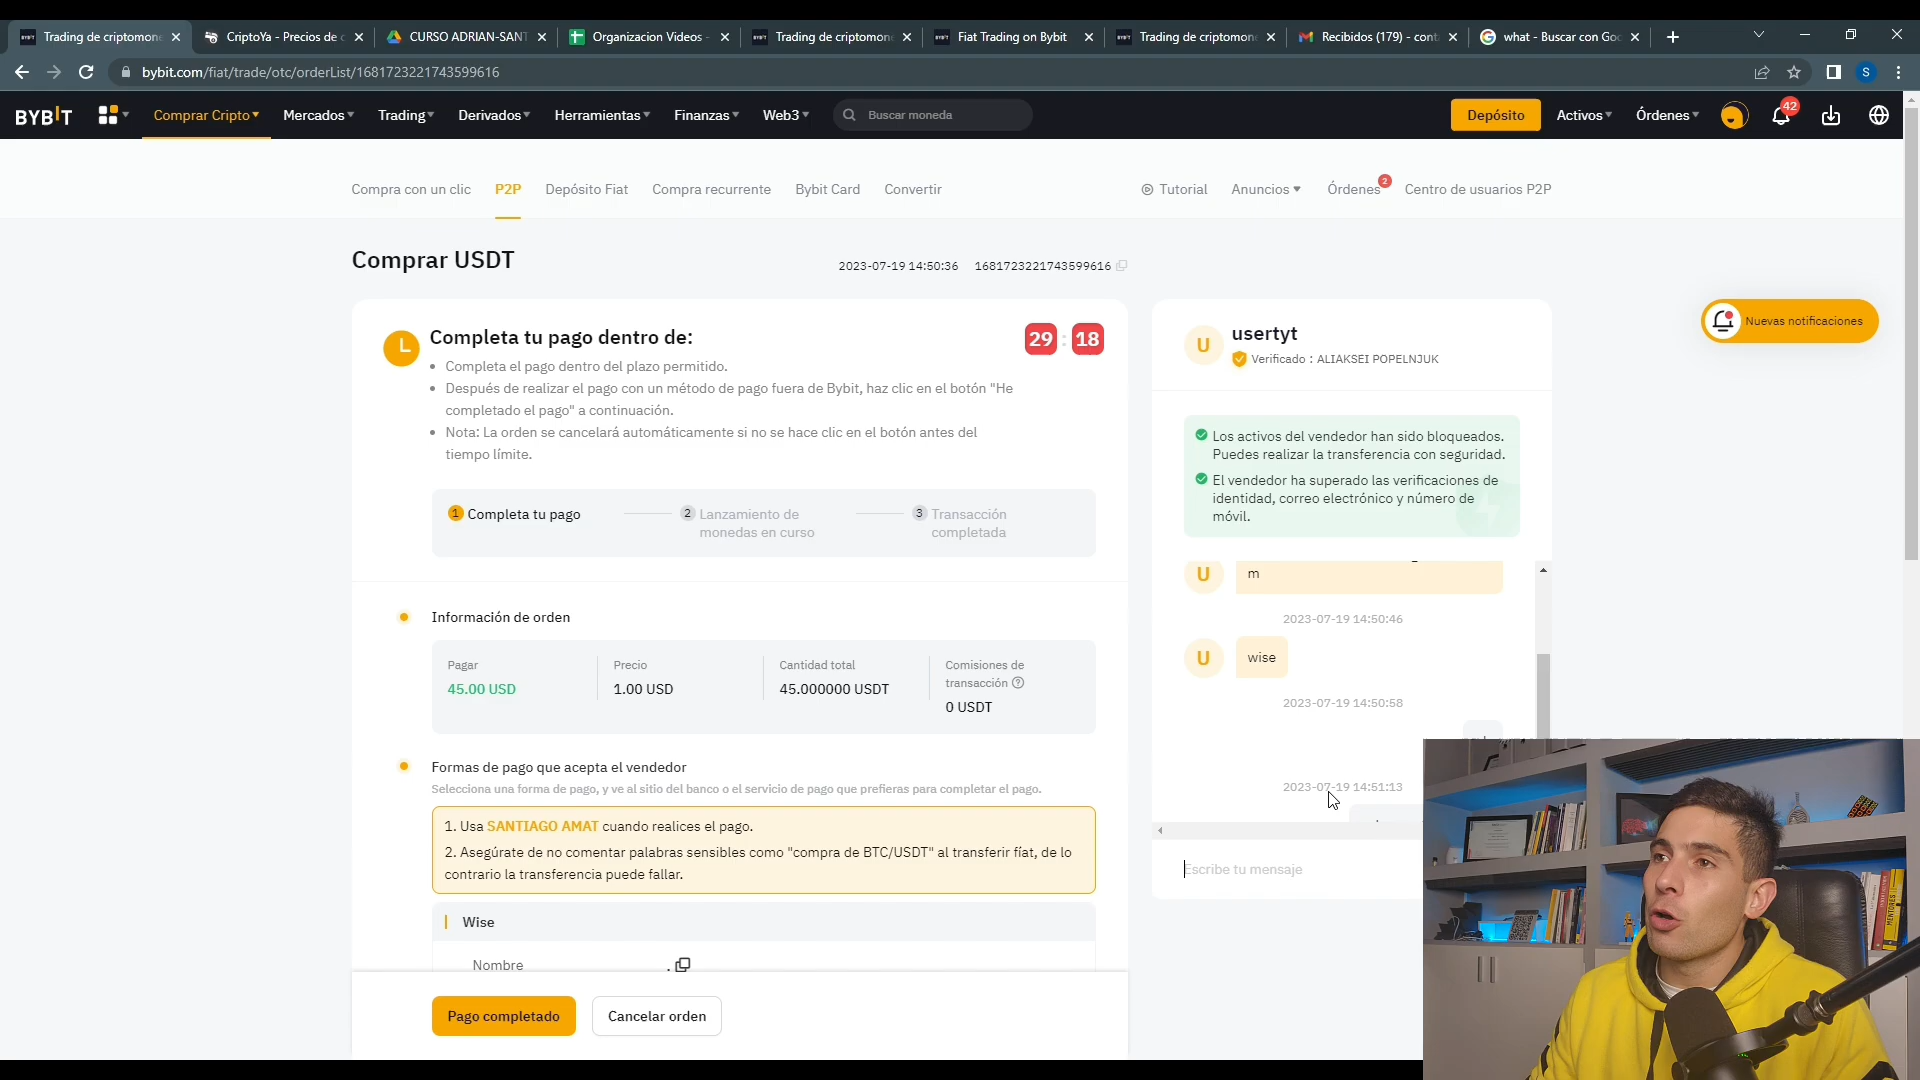 Trading de criptomon
CriptoYa - Precios de c
CURSO ADRIAN-SANT
Organizacion Videos -
Trading de criptomon
Fiat Trading on Bybit
Trading de criptomon
Recibidos (179) - cont
what - Buscar con Goo
bybit.com/fiat/trade/otc/orderList/1681723221743599616
S
BYBIT
Comprar Cripto
Mercados
Trading
Derivados
Herramientas
Finanzas
Web3
Buscar moneda
Depósito
Activos
Órdenes
42
Compra con un clic
P2P
Depósito Fiat
Compra recurrente
Bybit Card
Convertir
Tutorial
Anuncios
Órdenes
2
Centro de usuarios P2P
Comprar USDT
2023-07-19 14:50:36
1681723221743599616
Completa tu pago dentro de:
29 : 18
Completa el pago dentro del plazo permitido.
Después de realizar el pago con un método de pago fuera de Bybit, haz clic en el botón "He
completado el pago" a continuación.
Nota: La orden se cancelará automáticamente si no se hace clic en el botón antes del
tiempo límite.
1 Completa tu pago
2 Lanzamiento de
monedas en curso
3 Transacción
completada
Información de orden
Pagar
45.00 USD
Precio
1.00 USD
Cantidad total
45.000000 USDT
Comisiones de
transacción
0 USDT
Formas de pago que acepta el vendedor
Selecciona una forma de pago, y ve al sitio del banco o el servicio de pago que prefieras para completar el pago.
1. Usa SANTIAGO AMAT cuando realices el pago.
2. Asegúrate de no comentar palabras sensibles como "compra de BTC/USDT" al transferir fíat, de lo
contrario la transferencia puede fallar.
Wise
Nombre
.
Pago completado
Cancelar orden
U
usertyt
Verificado : ALIAKSEI POPELNJUK
Los activos del vendedor han sido bloqueados.
Puedes realizar la transferencia con seguridad.
El vendedor ha superado las verificaciones de
identidad, correo electrónico y número de
móvil.
U
m
2023-07-19 14:50:46
U
wise
2023-07-19 14:50:58
2023-07-19 14:51:13
Escribe tu mensaje
Nuevas notificaciones
MENTORES